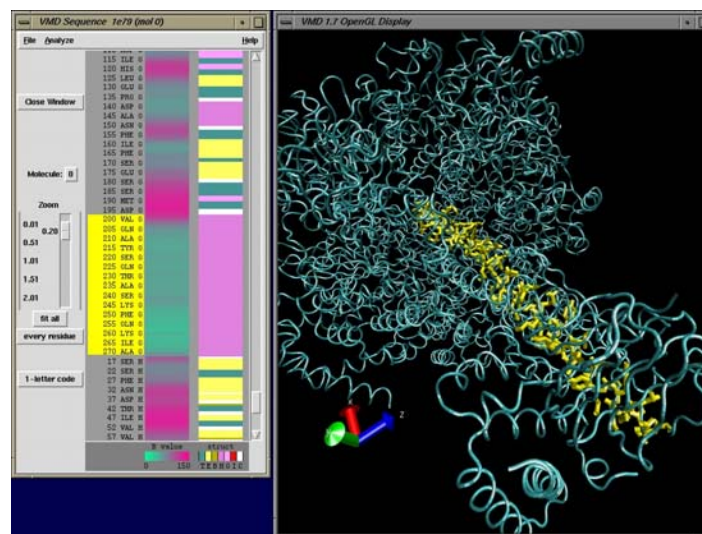 VMD Sequence 1e79 (mol 0)
File Analyze Help
115 ILE G
120 HIS G
125 LEU G
130 GLU G
135 PRO G
140 ASP G
145 ALA G
150 ASN G
155 PHE G
160 ILE G
165 PHE G
170 SER G
175 GLU G
180 SER G
185 SER G
190 MET G
195 ASP G
200 VAL G
205 GLN G
210 ALA G
215 TYR G
220 SER G
225 GLN G
230 THR G
235 ALA G
240 SER G
245 LYS G
250 PHE G
255 GLN G
260 LYS G
265 ILE G
270 ALA G
17 SER H
22 SER H
27 PHE H
32 ASN H
37 ASP H
42 THR H
47 ILE H
52 VAL H
57 VAL H
Close Window
Molecule: 0
Zoom
0.01 0.20
0.51
1.01
1.51
2.01
fit all
every residue
1-letter code
B value
0 150
struct
T E B H G I C
VMD 1.7 OpenGL Display
Z